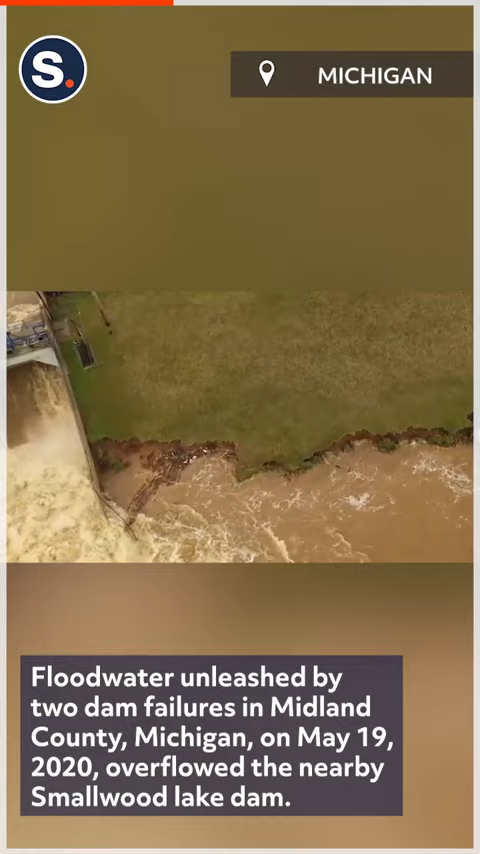 S.
MICHIGAN
Floodwater unleashed by
two dam failures in Midland
County, Michigan, on May 19,
2020, overflowed the nearby
Smallwood lake dam.